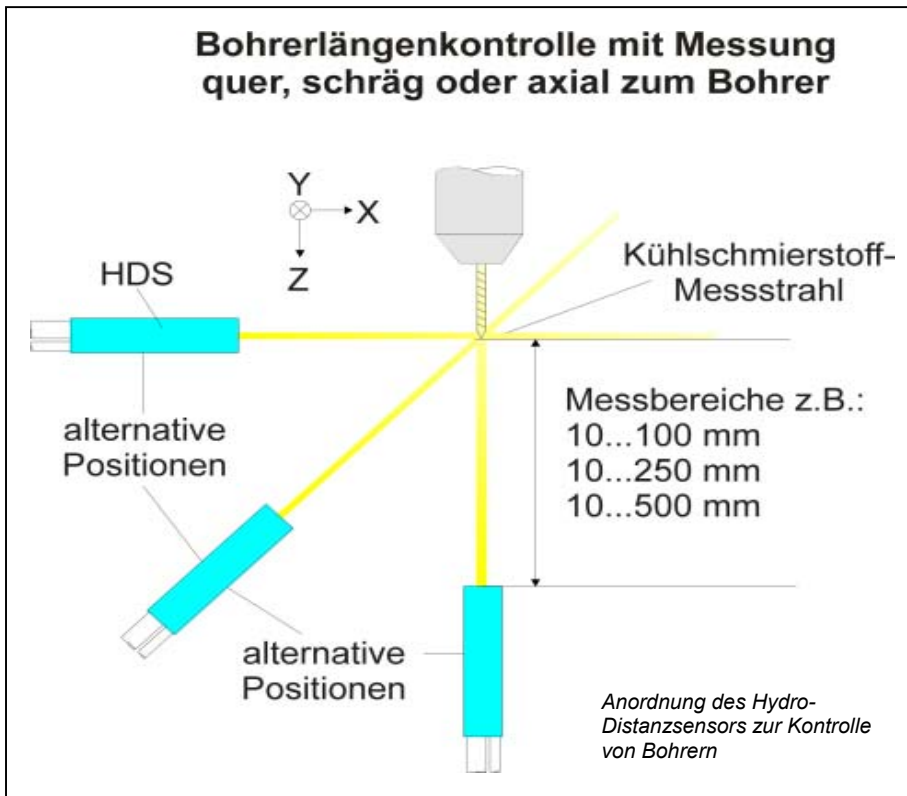 Bohrerlängenkontrolle mit Messung
quer, schräg oder axial zum Bohrer
Y
X
Z
HDS
Kühlschmierstoff-
Messstrahl
alternative
Positionen
Messbereiche z.B.:
10...100 mm
10...250 mm
10...500 mm
alternative
Positionen
Anordnung des Hydro-
Distanzsensors zur Kontrolle
von Bohrern